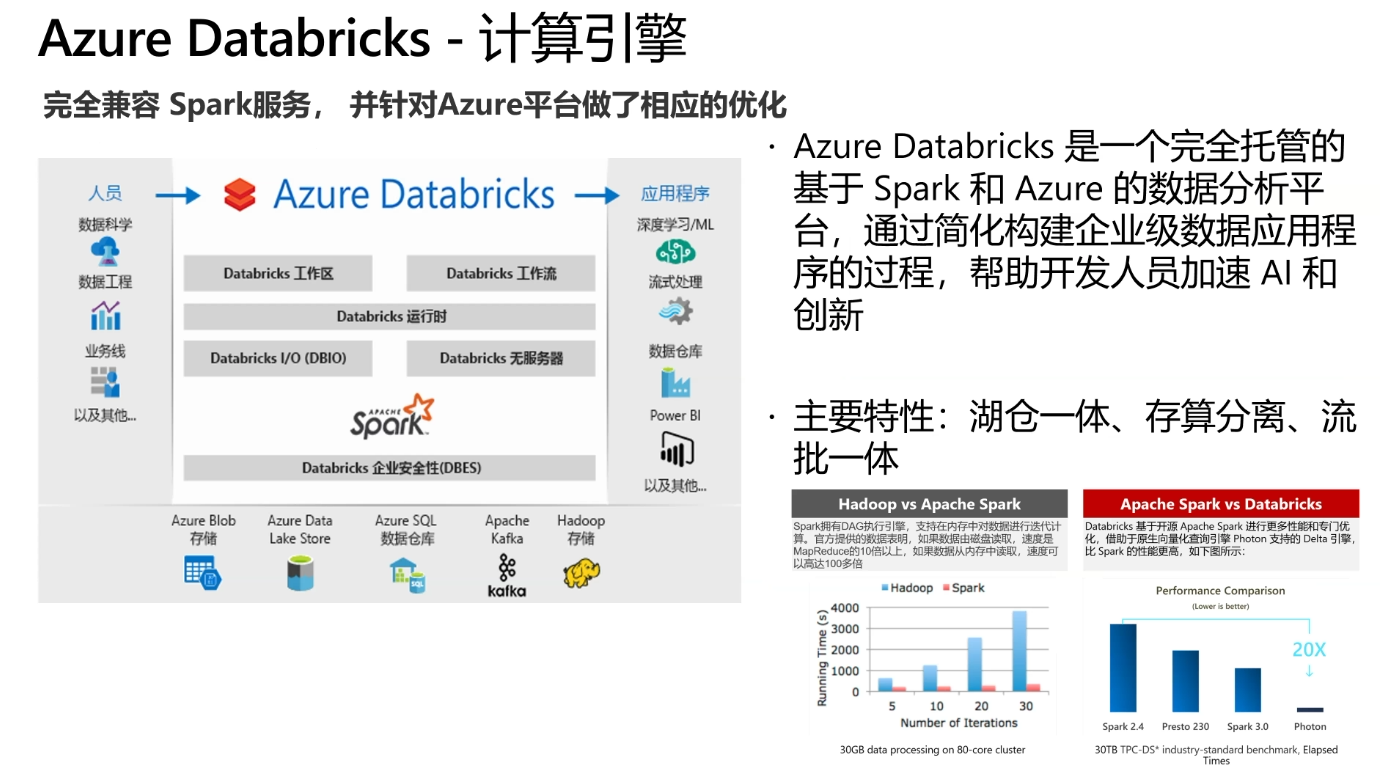 Azure Databricks - 计算引擎
完全兼容 Spark服务， 并针对Azure平台做了相应的优化
人员
Azure Databricks
应用程序
数据科学
数据工程
业务线
以及其他...
Databricks 工作区
Databricks 工作流
Databricks 运行时
Databricks I/O (DBIO)
Databricks 无服务器
APACHE
Spark™
Databricks 企业安全性(DBES)
深度学习/ML
流式处理
数据仓库
Power BI
以及其他...
Azure Blob
存储
Azure Data
Lake Store
Azure SQL
数据仓库
Apache
Kafka
Hadoop
存储
SQL
kafka
· Azure Databricks 是一个完全托管的
基于 Spark 和 Azure 的数据分析平
台，通过简化构建企业级数据应用程
序的过程，帮助开发人员加速 AI 和
创新
· 主要特性：湖仓一体、存算分离、流
批一体
Hadoop vs Apache Spark
Spark拥有DAG执行引擎，支持在内存中对数据进行迭代计
算。官方提供的数据表明，如果数据由磁盘读取，速度是
MapReduce的10倍以上，如果数据从内存中读取，速度可
以高达100多倍
Hadoop Spark
Running Time (s)
4000
3000
2000
1000
0
5 10 20 30
Number of Iterations
30GB data processing on 80-core cluster
Apache Spark vs Databricks
Databricks 基于开源 Apache Spark 进行更多性能和专门优
化，借助于原生向量化查询引擎 Photon 支持的 Delta 引擎，
比 Spark 的性能更高，如下图所示：
Performance Comparison
(Lower is better)
20X
↓
Spark 2.4 Presto 230 Spark 3.0 Photon
30TB TPC-DS* industry-standard benchmark, Elapsed
Times